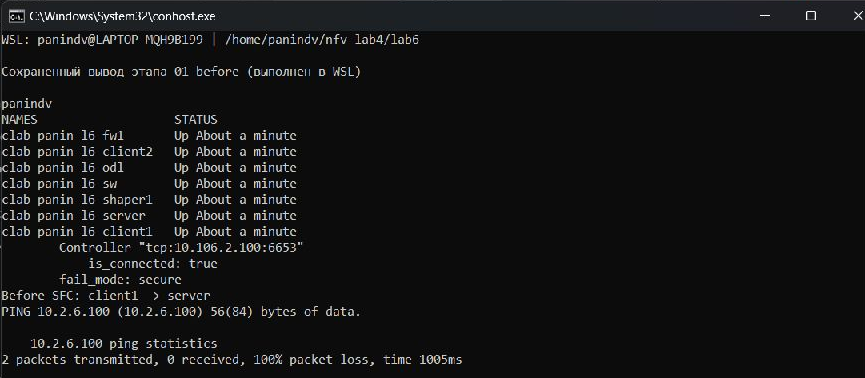 C:\Windows\System32\conhost.exe
WSL: panindv@LAPTOP MQH9B199 | /home/panindv/nfv lab4/lab6
Сохраненный вывод этапа 01 before (выполнен в WSL)
panindv
NAMES STATUS
clab panin l6 fw1 Up About a minute
clab panin l6 client2 Up About a minute
clab panin l6 odl Up About a minute
clab panin l6 sw Up About a minute
clab panin l6 shaper1 Up About a minute
clab panin l6 server Up About a minute
clab panin l6 client1 Up About a minute
Controller "tcp:10.106.2.100:6653"
is_connected: true
fail_mode: secure
Before SFC: client1 > server
PING 10.2.6.100 (10.2.6.100) 56(84) bytes of data.
10.2.6.100 ping statistics
2 packets transmitted, 0 received, 100% packet loss, time 1005ms